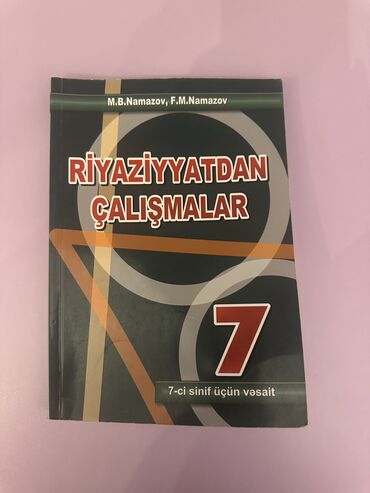 M.B.Namazov, F.M.Namazov
RİYAZİYYATDAN
ÇALIŞMALAR
7
7-ci sinif üçün vəsait